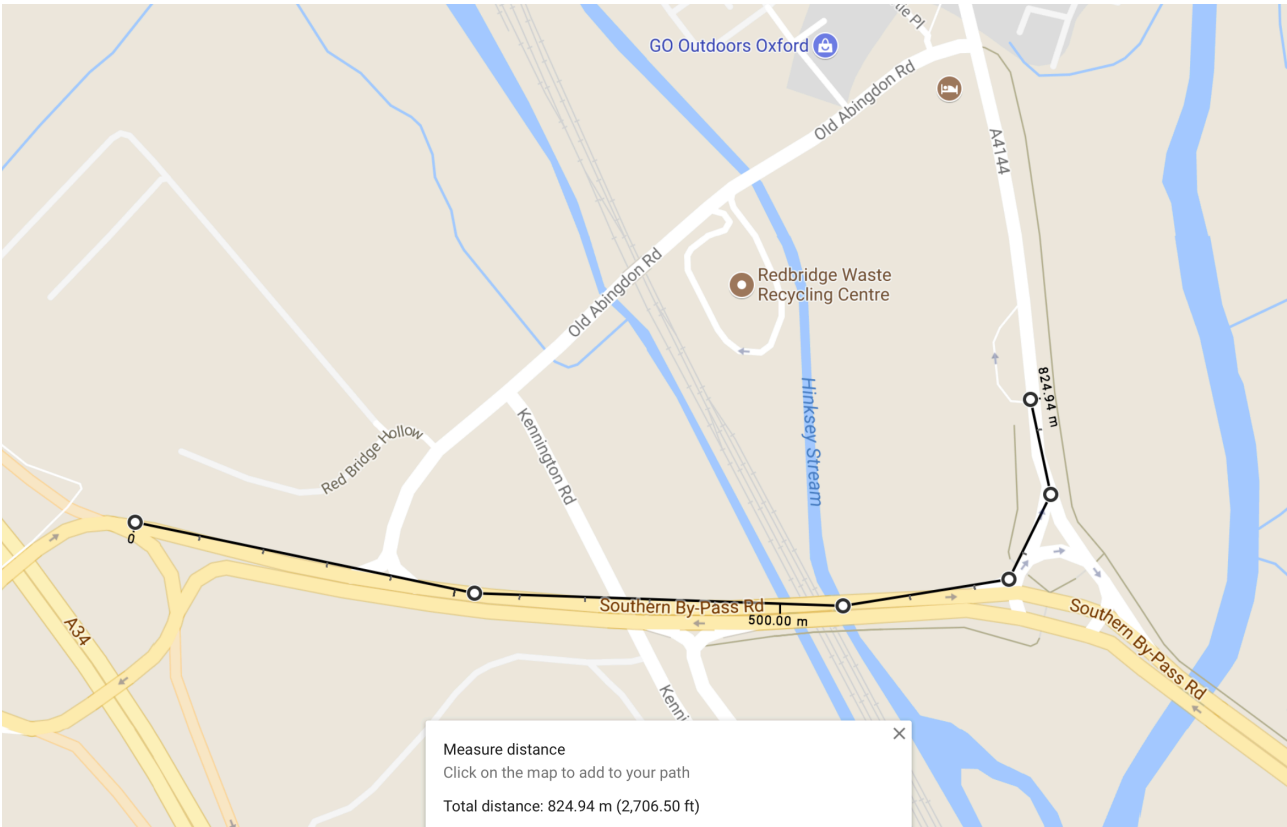 tle Pl
GO Outdoors Oxford
Old Abingdon Rd
A4144
Old Abingdon Rd
Redbridge Waste
Recycling Centre
824.94 m
Hinksey Stream
Kennington Rd
Red Bridge Hollow
0
Southern By-Pass Rd
500.00 m
Southern By-Pass Rd
A34
Kenni
Measure distance
Click on the map to add to your path
Total distance: 824.94 m (2,706.50 ft)